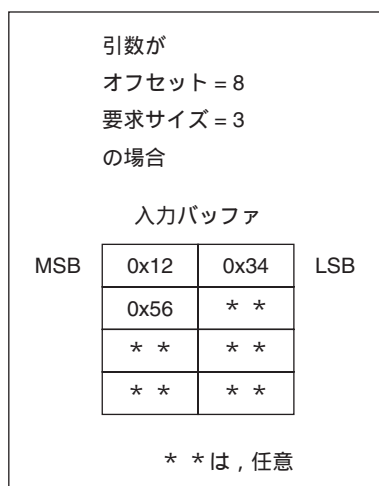 引数が
オフセット = 8
要求サイズ = 3
の場合
入力バッファ
MSB 0x12 0x34 LSB
0x56 * *
* * * *
* * * *
* * は , 任意